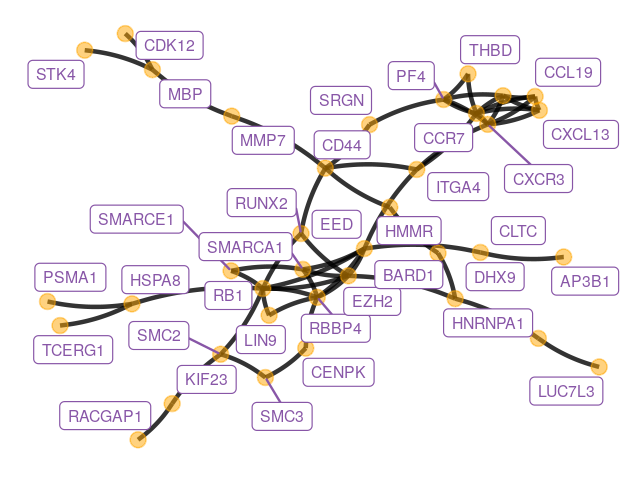 CDK12
THBD
STK4
PF4
CCL19
MBP
SRGN
MMP7
CD44
CCR7
CXCL13
CXCR3
ITGA4
RUNX2
SMARCE1
EED
HMMR
CLTC
SMARCA1
PSMA1
HSPA8
BARD1
DHX9
AP3B1
RB1
EZH2
TCERG1
SMC2
LIN9
RBBP4
HNRNPA1
KIF23
CENPK
LUC7L3
RACGAP1
SMC3